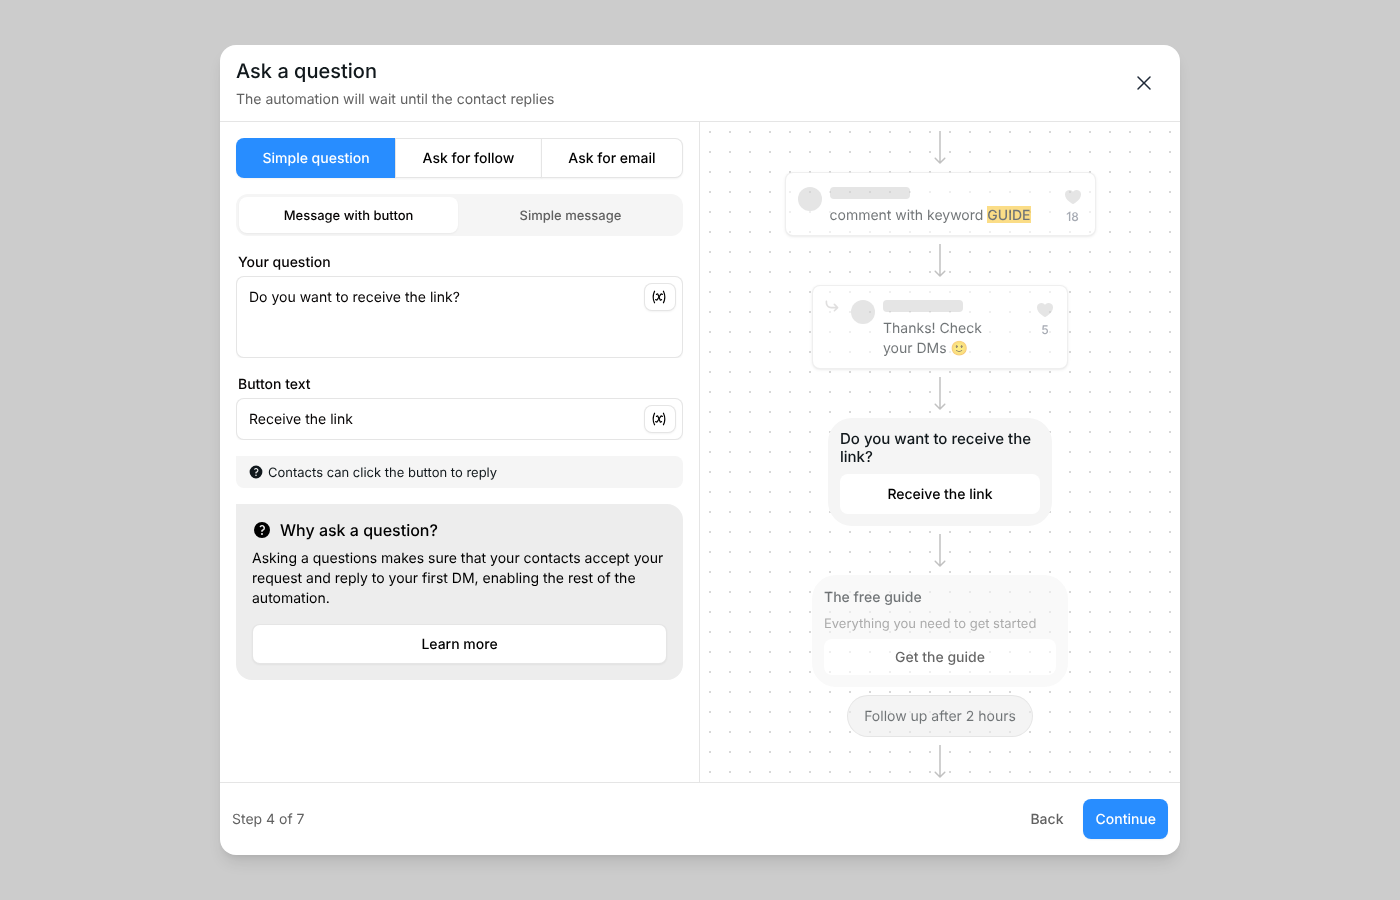 Ask a question
The automation will wait until the contact replies
Simple question
Ask for follow
Ask for email
Message with button
Simple message
Your question
Do you want to receive the link?
(x)
Button text
Receive the link
(x)
Contacts can click the button to reply
Why ask a question?
Asking a questions makes sure that your contacts accept your
request and reply to your first DM, enabling the rest of the
automation.
Learn more
comment with keyword GUIDE
18
Thanks! Check
your DMs 🙂
5
Do you want to receive the
link?
Receive the link
The free guide
Everything you need to get started
Get the guide
Follow up after 2 hours
Step 4 of 7
Back
Continue